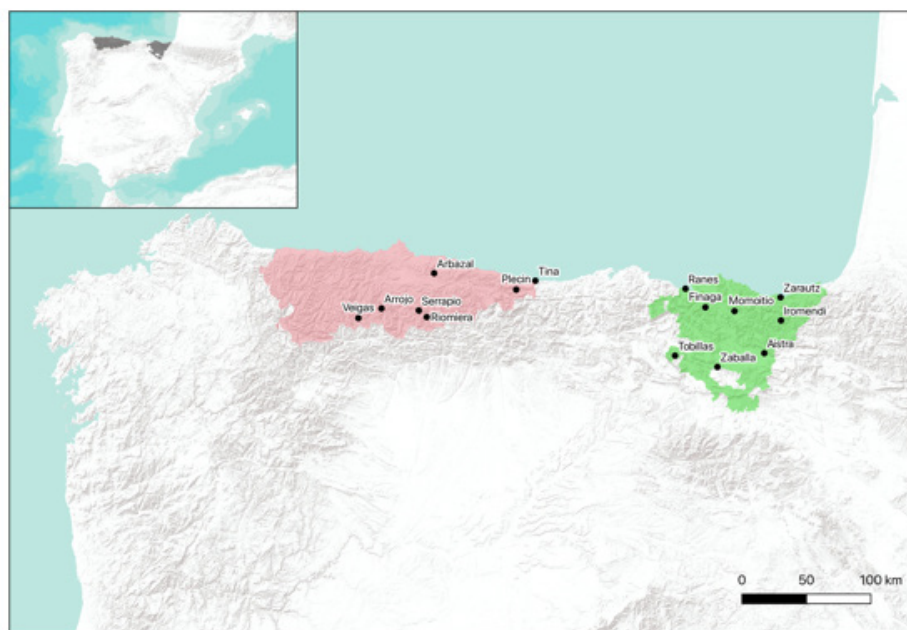 Arbazal
Tina
Plecin
Veigas
Arrojo
Serrapio
Riomiera
Ranes
Finaga
Momoitio
Zarautz
Iromendi
Tobillas
Zaballa
Aistra
0 50 100 km